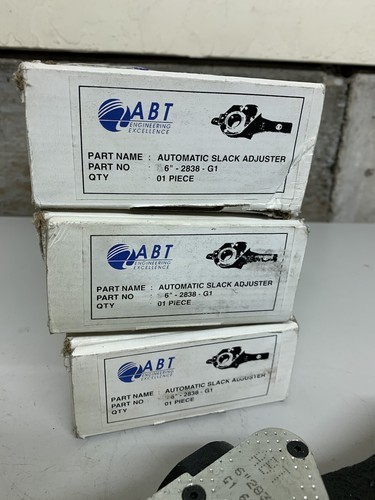 ABT
ENGINEERING
EXCELLENCE
PART NAME : AUTOMATIC SLACK ADJUSTER
PART NO : 6" - 2838 - G1
QTY 01 PIECE
ABT
ENGINEERING
EXCELLENCE
PART NAME : AUTOMATIC SLACK ADJUSTER
PART NO : 6" - 2838 - G1
QTY 01 PIECE
ABT
ENGINEERING
EXCELLENCE
PART NAME : AUTOMATIC SLACK ADJUSTER
PART NO : 6" - 2838 - G1
QTY 01 PIECE